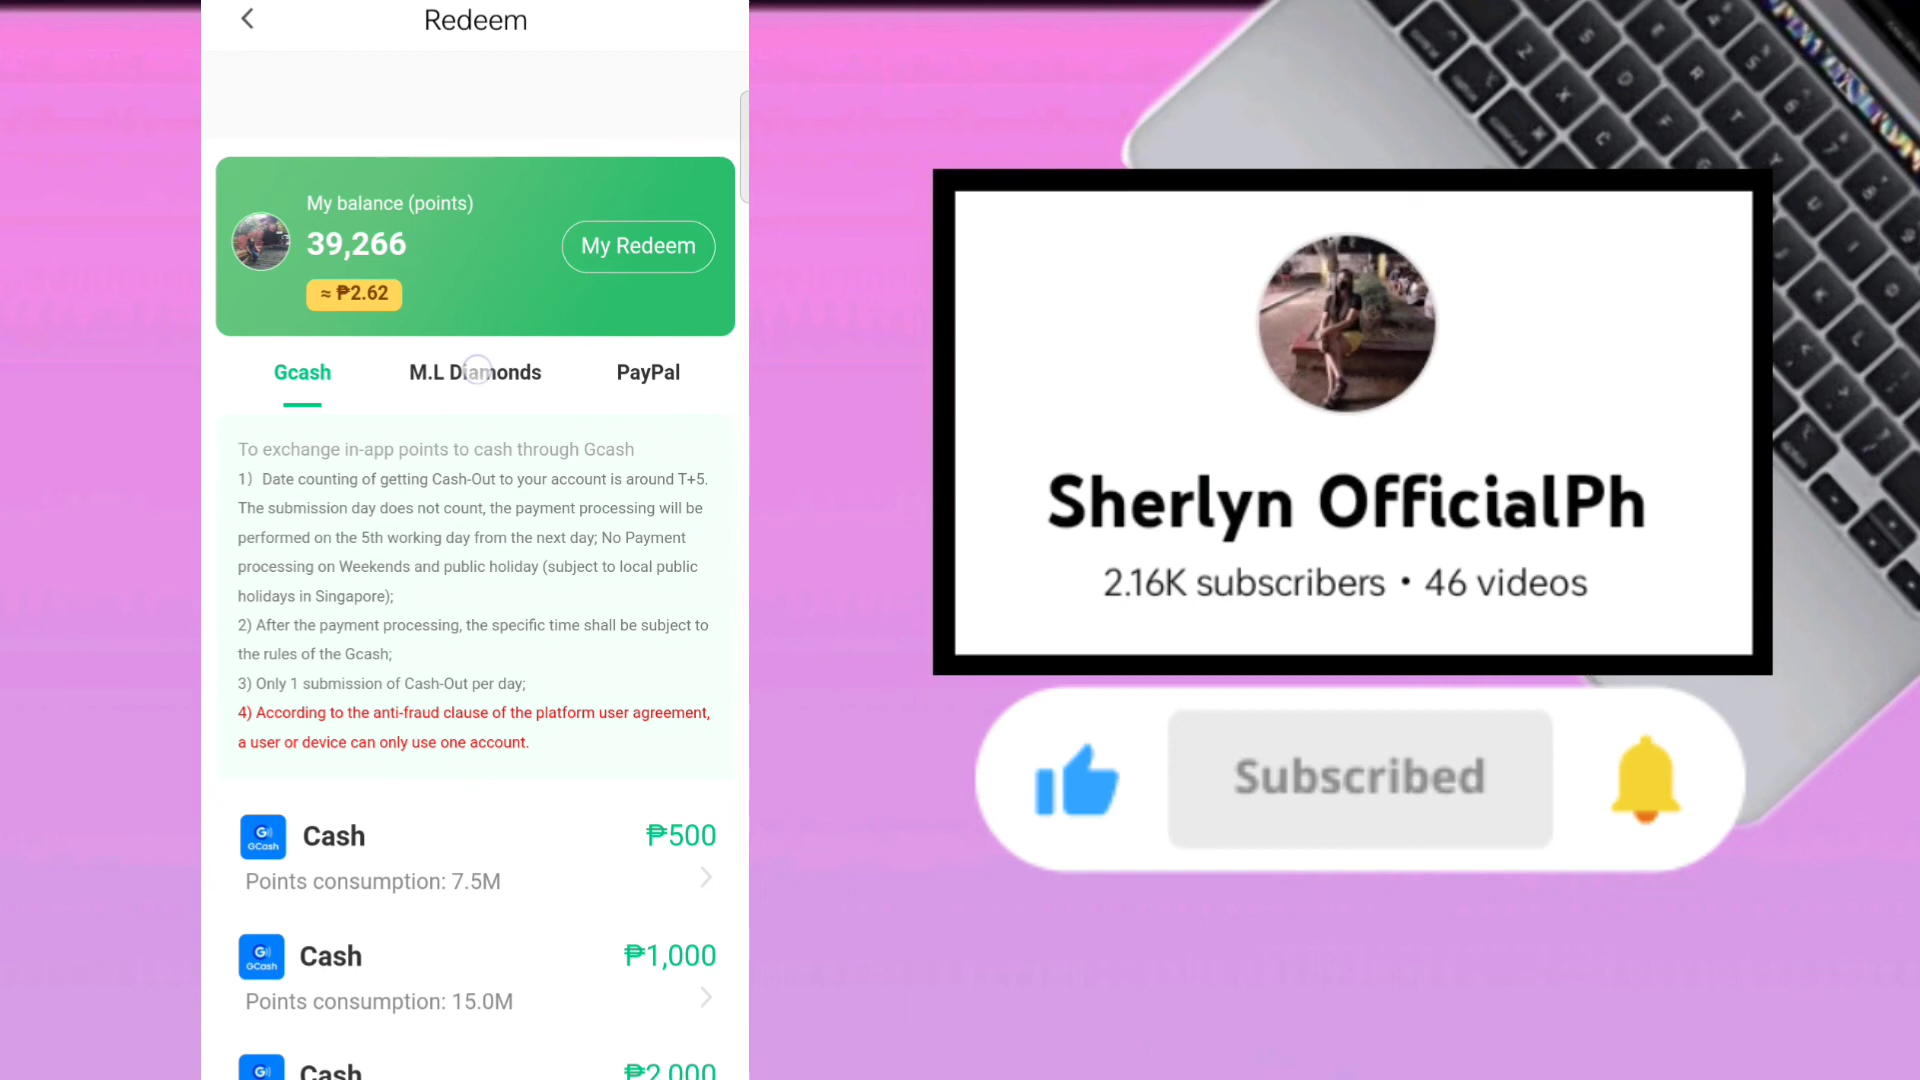 Redeem
My balance (points)
39,266
My Redeem
≈ ₱2.62
Gcash
M.L Diamonds
PayPal
To exchange in-app points to cash through Gcash
1) Date counting of getting Cash-Out to your account is around T+5.
The submission day does not count, the payment processing will be
performed on the 5th working day from the next day; No Payment
processing on Weekends and public holiday (subject to local public
holidays in Singapore);
2) After the payment processing, the specific time shall be subject to
the rules of the Gcash;
3) Only 1 submission of Cash-Out per day;
4) According to the anti-fraud clause of the platform user agreement,
a user or device can only use one account.
GCash
Cash
₱500
Points consumption: 7.5M
GCash
Cash
₱1,000
Points consumption: 15.0M
Cash
₱2,000
Sherlyn OfficialPh
2.16K subscribers • 46 videos
Subscribed